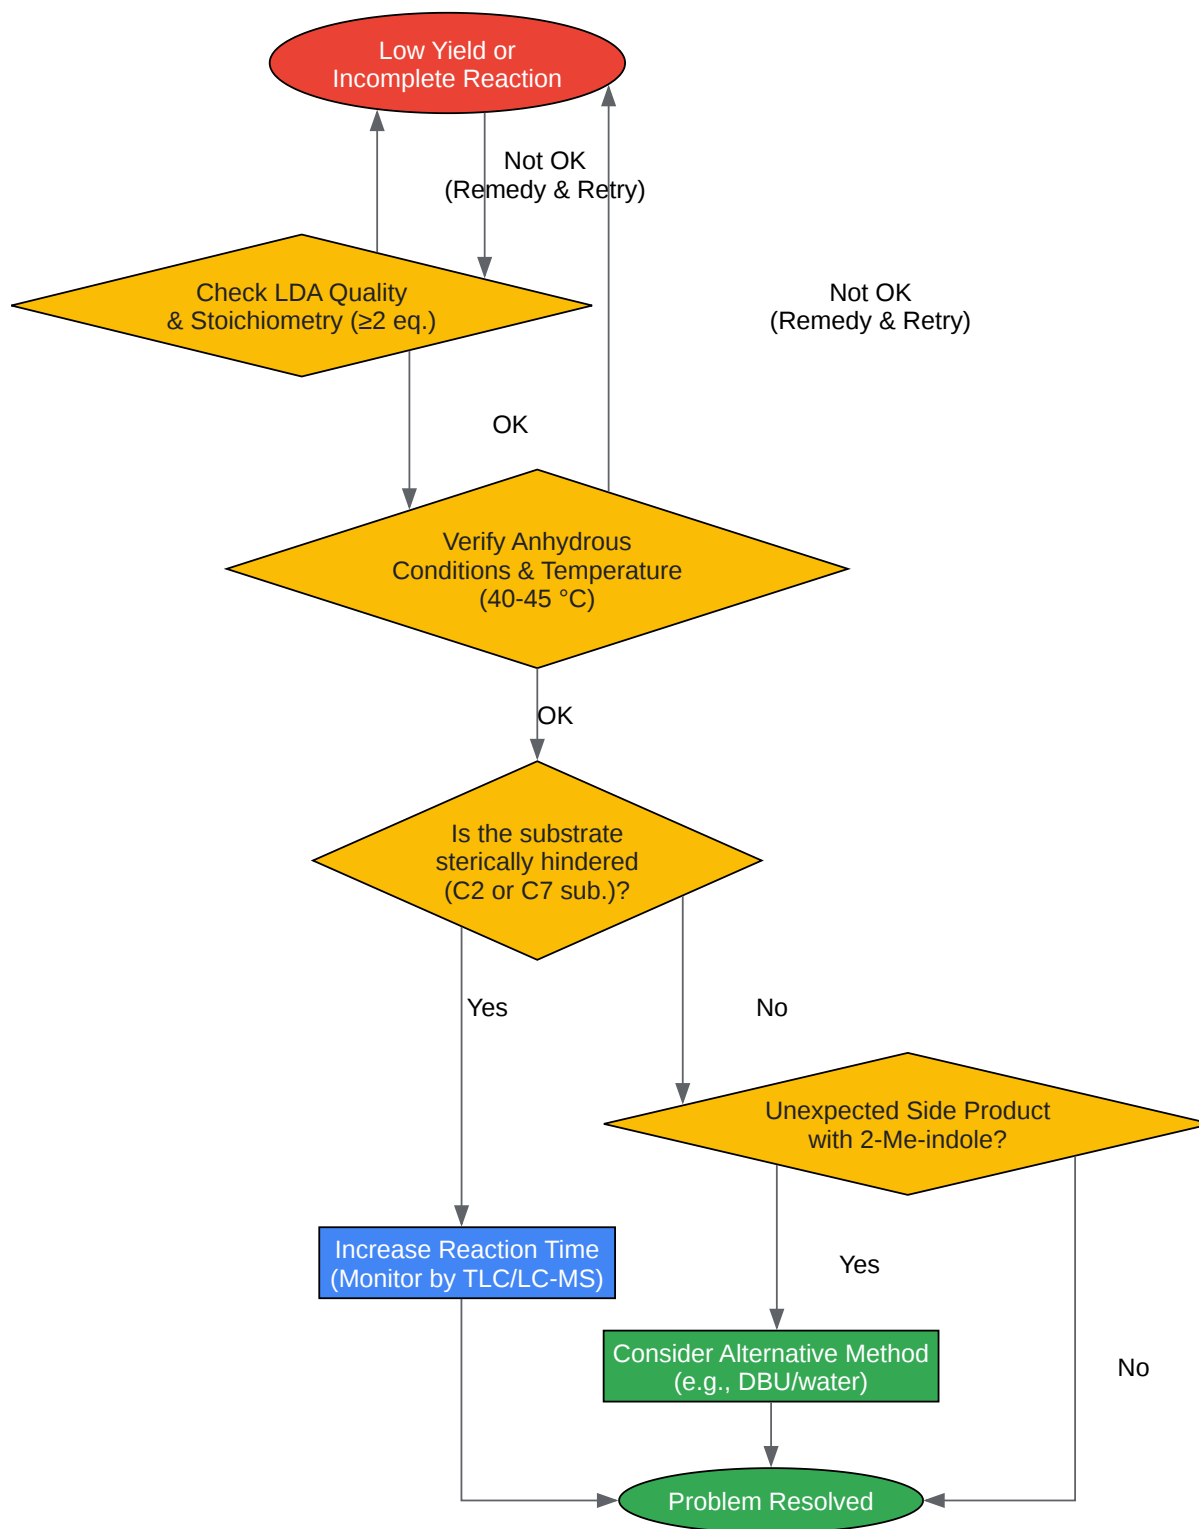 Low Yield or
Incomplete Reaction
Not OK
(Remedy & Retry)
Check LDA Quality
& Stoichiometry (≥2 eq.)
Not OK
(Remedy & Retry)
OK
Verify Anhydrous
Conditions & Temperature
(40-45 °C)
OK
Is the substrate
sterically hindered
(C2 or C7 sub.)?
Yes
No
Unexpected Side Product
with 2-Me-indole?
Increase Reaction Time
(Monitor by TLC/LC-MS)
Yes
Consider Alternative Method
(e.g., DBU/water)
No
Problem Resolved